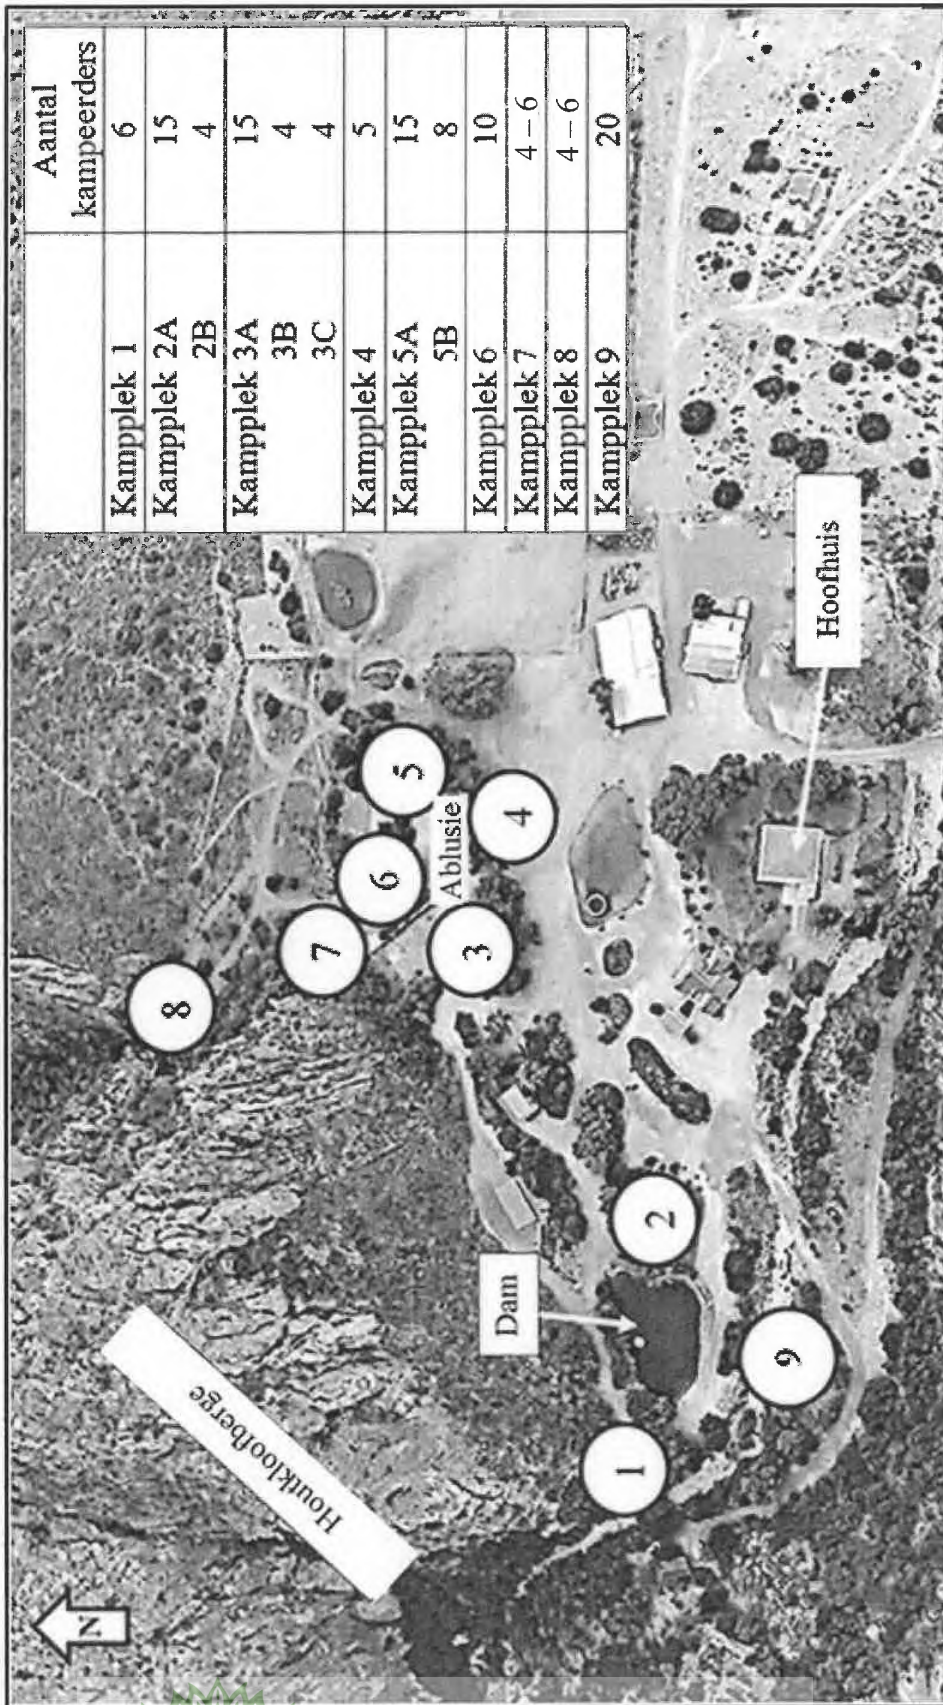 Aantal
kampeerders
Kampplek 1 6
Kampplek 2A 15
2B 4
Kampplek 3A 15
3B 4
3C 4
Kampplek 4 5
Kampplek 5A 15
5B 8
Kampplek 6 10
Kampplek 7 4 – 6
Kampplek 8 4 – 6
Kampplek 9 20
N
Houtkloofberge
8
7
6
5
Ablusie
3
4
Dam
1
2
9
Hoofhuis